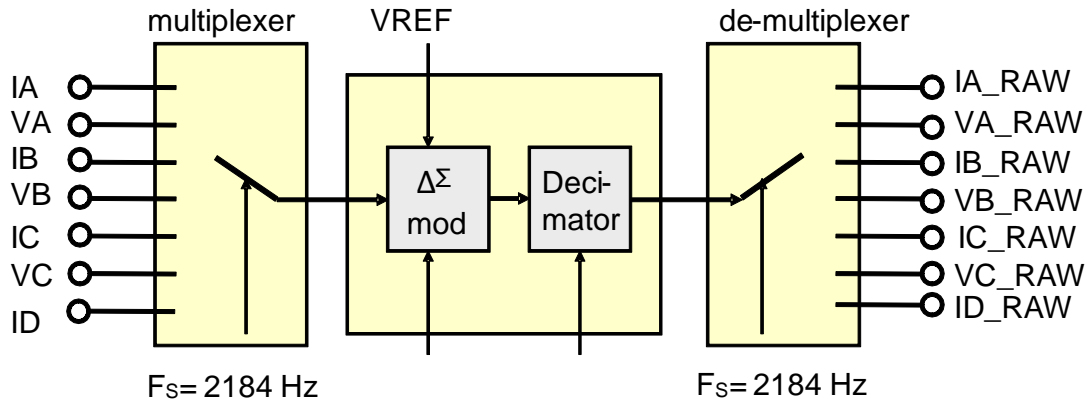 multiplexer
VREF
de-multiplexer
IA
VA
IB
VB
IC
VC
ID
ΔΣ
mod
Deci-
mator
IA_RAW
VA_RAW
IB_RAW
VB_RAW
IC_RAW
VC_RAW
ID_RAW
FS= 2184 Hz
FS= 2184 Hz